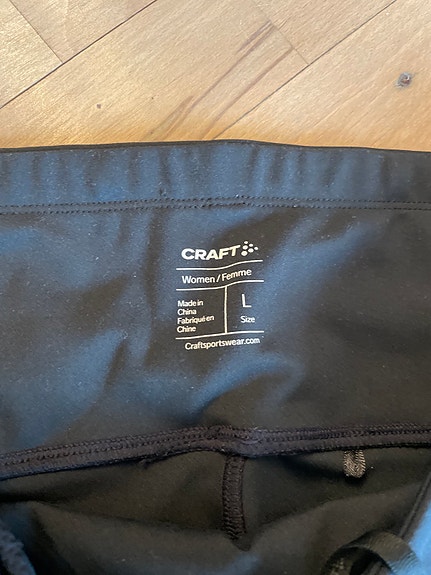 CRAFT
Women / Femme
Made in
China
Fabriqué en
Chine
L
Size
Craftsportswear.com